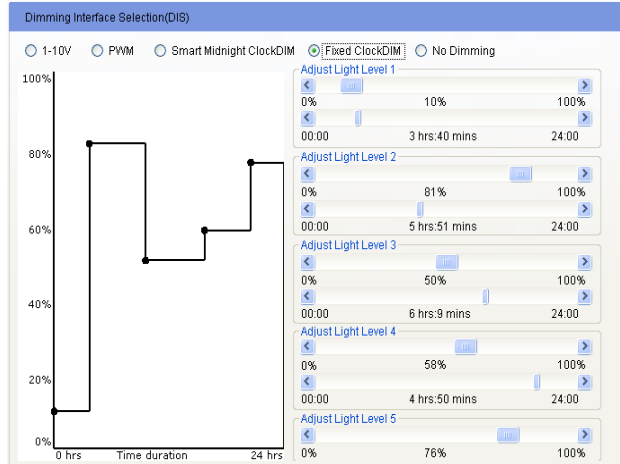 Dimming Interface Selection(DIS)
1-10V PWM Smart Midnight ClockDIM Fixed ClockDIM No Dimming
100%
80%
60%
40%
20%
0%
0 hrs Time duration 24 hrs
Adjust Light Level 1
0% 10% 100%
00:00 3 hrs:40 mins 24:00
Adjust Light Level 2
0% 81% 100%
00:00 5 hrs:51 mins 24:00
Adjust Light Level 3
0% 50% 100%
00:00 6 hrs:9 mins 24:00
Adjust Light Level 4
0% 58% 100%
00:00 4 hrs:50 mins 24:00
Adjust Light Level 5
0% 76% 100%